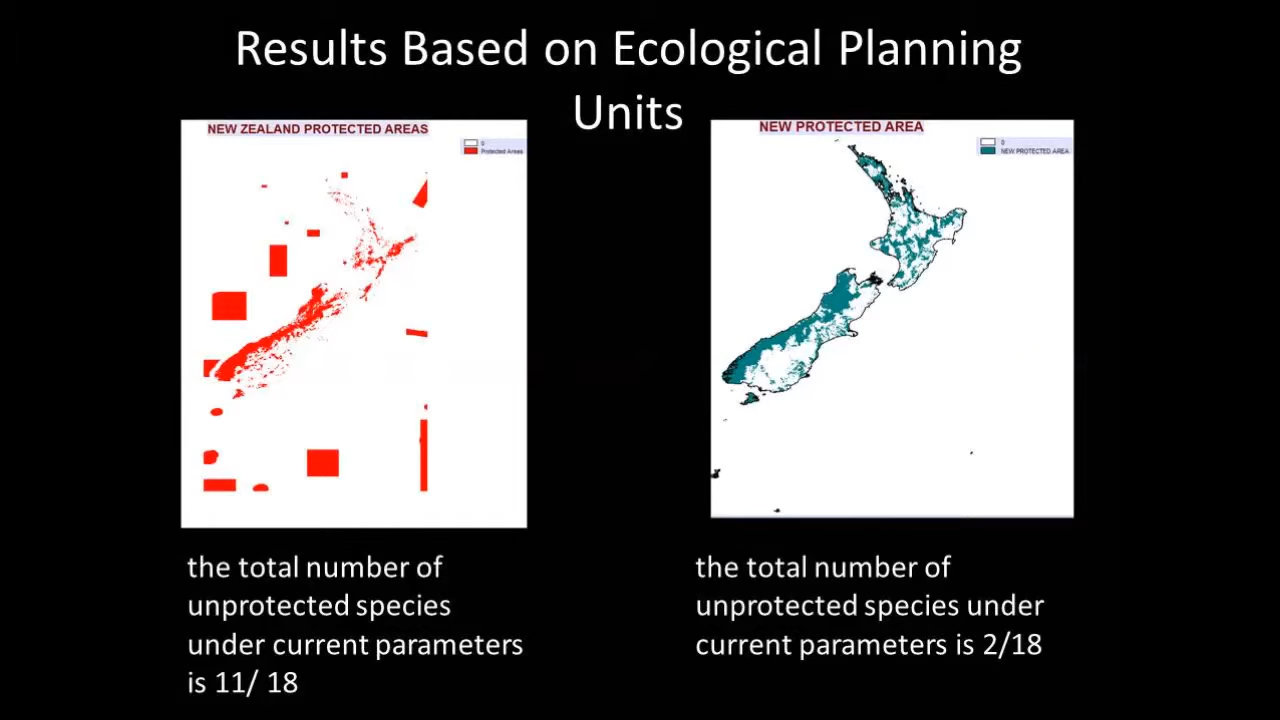 Results Based on Ecological Planning
Units
NEW ZEALAND PROTECTED AREAS
0
Protected Areas
NEW PROTECTED AREA
0
NEW PROTECTED AREA
the total number of
unprotected species
under current parameters
is 11/ 18
the total number of
unprotected species under
current parameters is 2/18